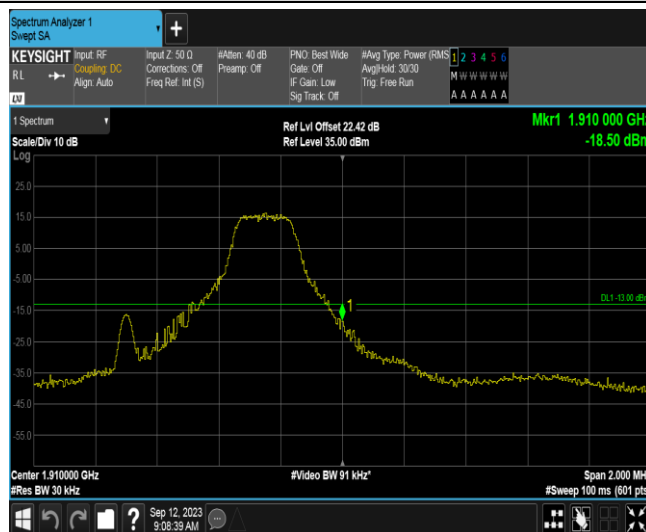 Spectrum Analyzer 1
Swept SA
KEYSIGHT
RL
Input: RF
Coupling: DC
Align: Auto
Input Z: 50 Ω
Corrections: Off
Freq Ref: Int (S)
#Atten: 40 dB
Preamp: Off
PNO: Best Wide
Gate: Off
IF Gain: Low
Sig Track: Off
#Avg Type: Power (RMS
Avg|Hold: 30/30
Trig: Free Run
1 2 3 4 5 6
M W W W W W
A A A A A A
LXI
1 Spectrum
Scale/Div 10 dB
Ref Lvl Offset 22.42 dB
Ref Level 35.00 dBm
Mkr1 1.910 000 GHz
-18.50 dBm
Log
25.0
15.0
5.00
-5.00
-15.0
-25.0
-35.0
-45.0
-55.0
DL1 -13.00 dBm
1
Center 1.910000 GHz
#Res BW 30 kHz
#Video BW 91 kHz*
Span 2.000 MH
#Sweep 100 ms (601 pts
Sep 12, 2023
9:08:39 AM